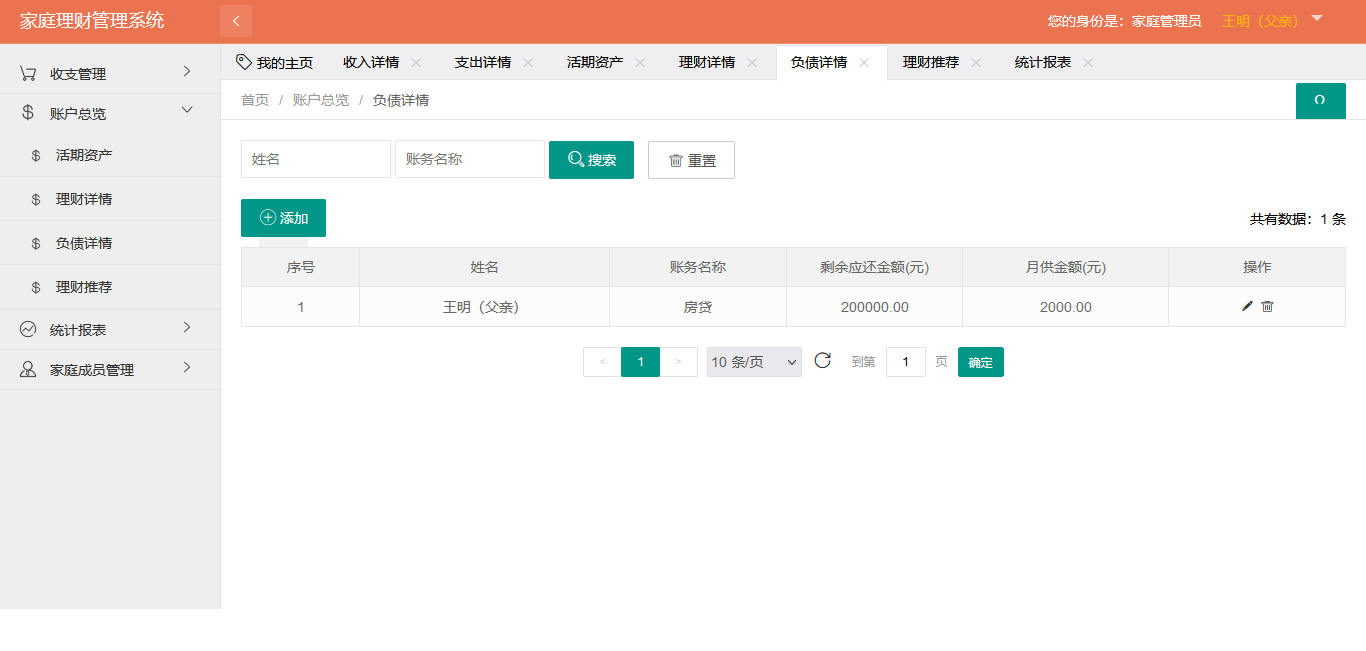 家庭理财管理系统
您的身份是：家庭管理员 王明（父亲）
收支管理
账户总览
$ 活期资产
$ 理财详情
$ 负债详情
$ 理财推荐
统计报表
家庭成员管理
我的主页 收入详情 支出详情 活期资产 理财详情 负债详情 理财推荐 统计报表
首页 / 账户总览 / 负债详情
姓名 账务名称 搜索 重置
添加 共有数据：1 条
序号 姓名 账务名称 剩余应还金额(元) 月供金额(元) 操作
1 王明（父亲） 房贷 200000.00 2000.00
< 1 > 10 条/页 到第 1 页 确定